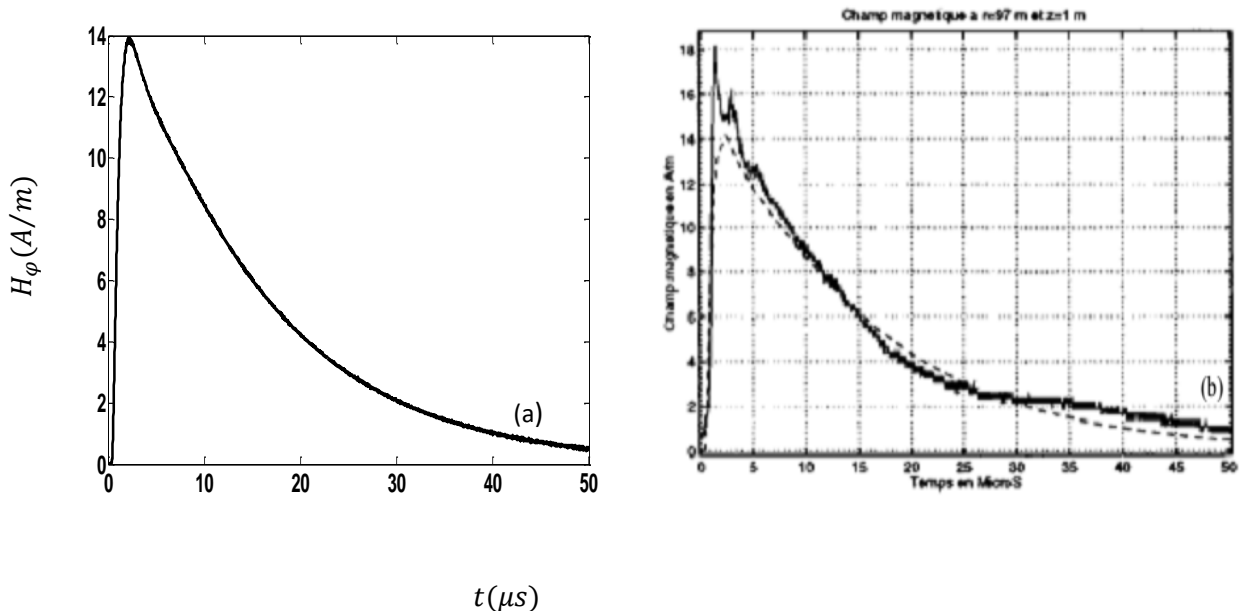 14
12
10
8
6
4
2
0
H_φ (A/m)
(a)
0 10 20 30 40 50
t(μs)
Champ magnetique a r=97 m et z=1 m
18
16
14
12
10
8
6
4
2
0
Champ magnetique en A/m
(b)
0 5 10 15 20 25 30 35 40 45 50
Temps en Micro-S